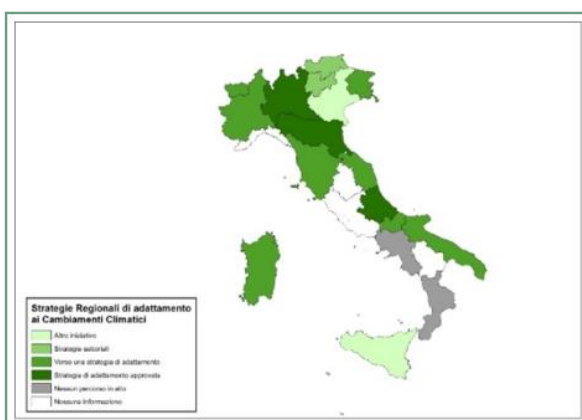 Strategie Regionali di adattamento
ai Cambiamenti Climatici
Altre iniziative
Strategie settoriali
Verso una strategia di adattamento
Strategia di adattamento approvata
Nessun percorso in atto
Nessuna informazione